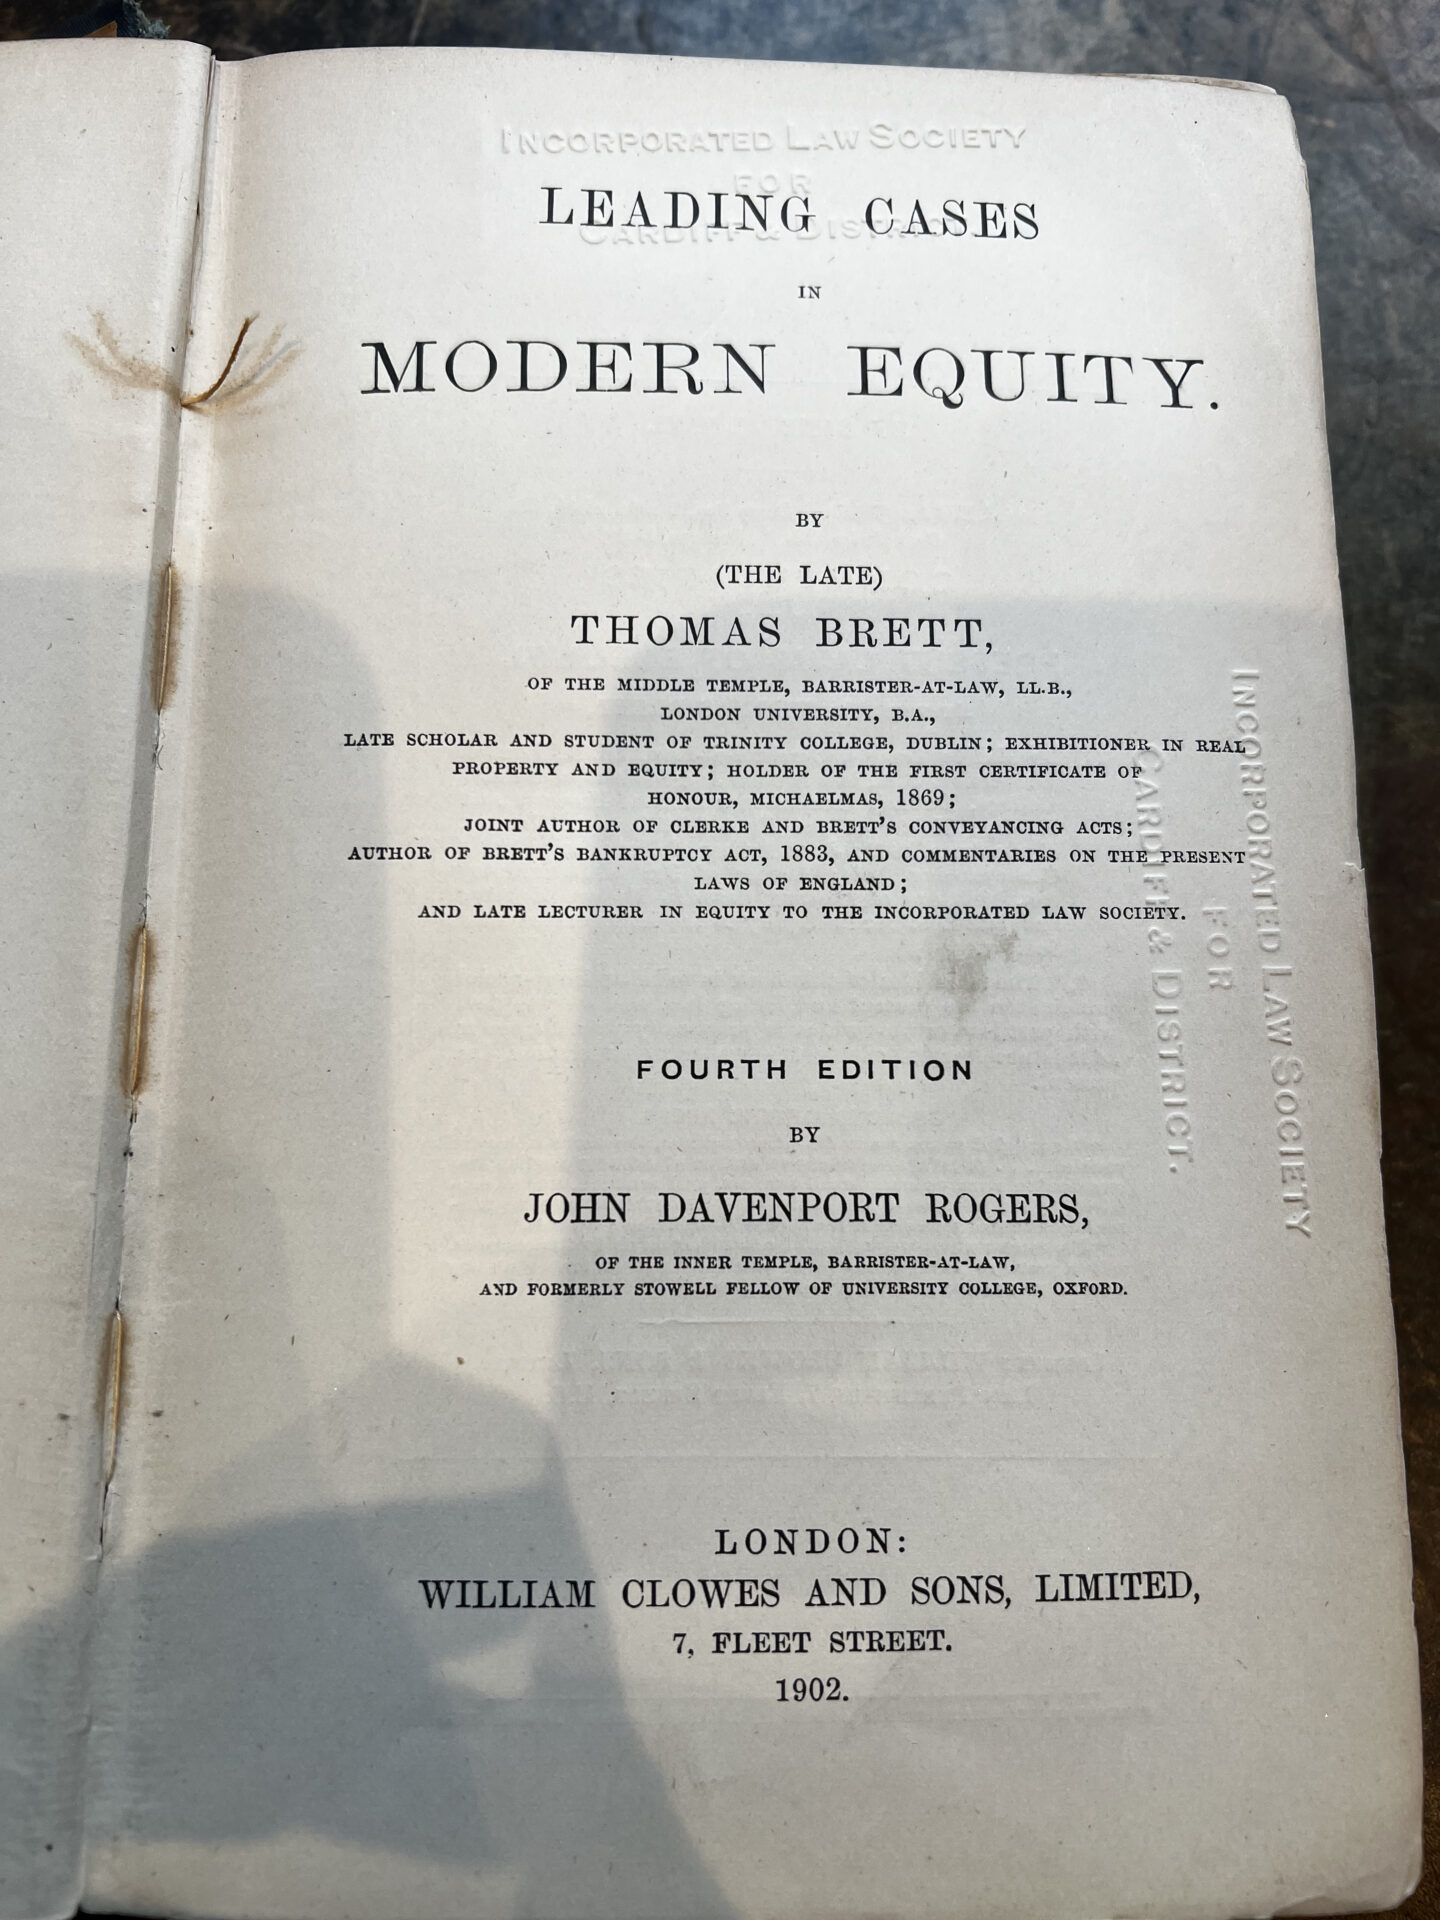 INCORPORATED LAW SOCIETY
FOR
CARDIFF & DISTRICT.
LEADING CASES
IN
MODERN EQUITY.
BY
(THE LATE)
THOMAS BRETT,
OF THE MIDDLE TEMPLE, BARRISTER-AT-LAW, LL.B.,
LONDON UNIVERSITY, B.A.,
LATE SCHOLAR AND STUDENT OF TRINITY COLLEGE, DUBLIN; EXHIBITIONER IN REAL
PROPERTY AND EQUITY; HOLDER OF THE FIRST CERTIFICATE OF
HONOUR, MICHAELMAS, 1869;
JOINT AUTHOR OF CLERKE AND BRETT'S CONVEYANCING ACTS;
AUTHOR OF BRETT'S BANKRUPTCY ACT, 1883, AND COMMENTARIES ON THE PRESENT
LAWS OF ENGLAND;
AND LATE LECTURER IN EQUITY TO THE INCORPORATED LAW SOCIETY.
INCORPORATED LAW SOCIETY
FOR
CARDIFF & DISTRICT.
FOURTH EDITION
BY
JOHN DAVENPORT ROGERS,
OF THE INNER TEMPLE, BARRISTER-AT-LAW,
AND FORMERLY STOWELL FELLOW OF UNIVERSITY COLLEGE, OXFORD.
LONDON:
WILLIAM CLOWES AND SONS, LIMITED,
7, FLEET STREET.
1902.